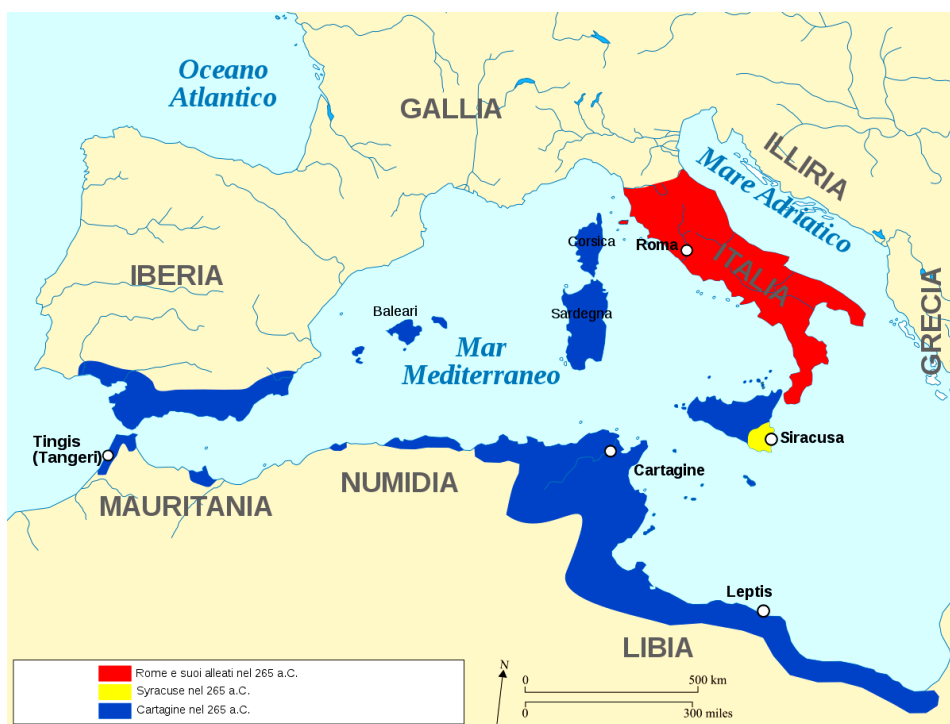 Oceano
Atlantico
GALLIA
ILLIRIA
Mare Adriatico
Corsica
Roma
ITALIA
IBERIA
Baleari
Sardegna
GRECIA
Mar
Mediterraneo
Tingis
(Tangeri)
Siracusa
Cartagine
NUMIDIA
MAURITANIA
Leptis
LIBIA
Rome e suoi alleati nel 265 a.C.
Syracuse nel 265 a.C.
Cartagine nel 265 a.C.
N
0 500 km
0 300 miles